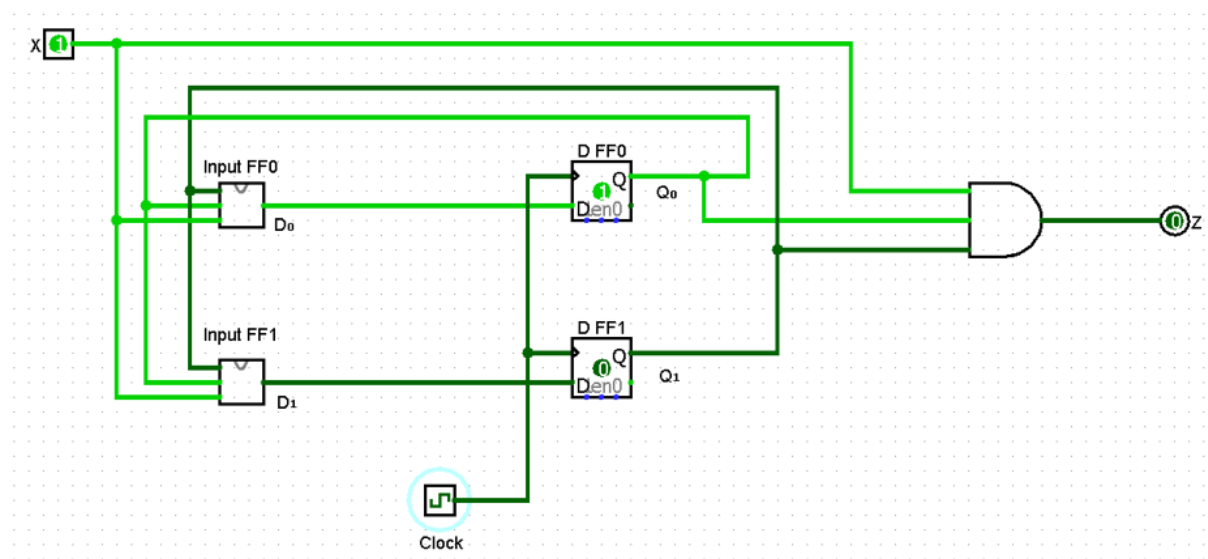 X 1
Input FF0
D₀
D FF0
Q
1
D en0
Q₀
0 Z
Input FF1
D₁
D FF1
Q
0
D en0
Q₁
Clock